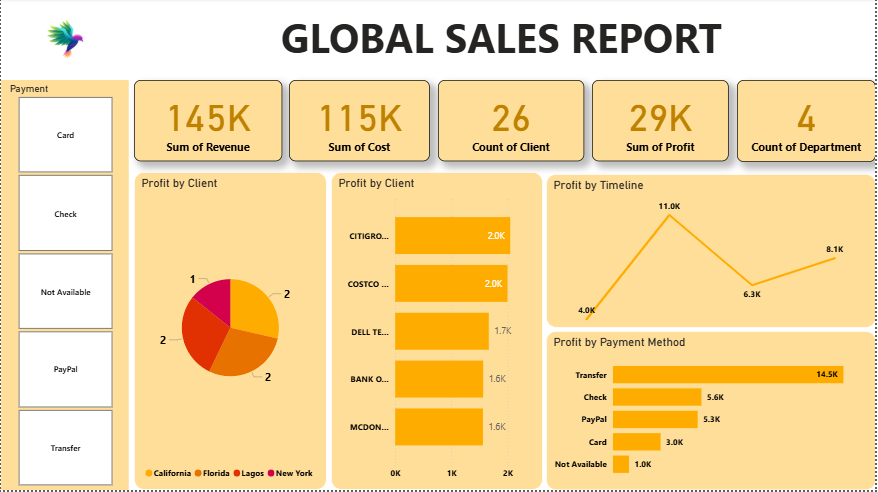 GLOBAL SALES REPORT
Payment
Card
Check
Not Available
PayPal
Transfer
145K
Sum of Revenue
115K
Sum of Cost
26
Count of Client
29K
Sum of Profit
4
Count of Department
Profit by Client
1
2
2
2
California Florida Lagos New York
Profit by Client
CITIGRO... 2.0K
COSTCO ... 2.0K
DELL TE... 1.7K
BANK O... 1.6K
MCDON... 1.6K
0K 1K 2K
Profit by Timeline
4.0K
11.0K
6.3K
8.1K
Profit by Payment Method
Transfer 14.5K
Check 5.6K
PayPal 5.3K
Card 3.0K
Not Available 1.0K